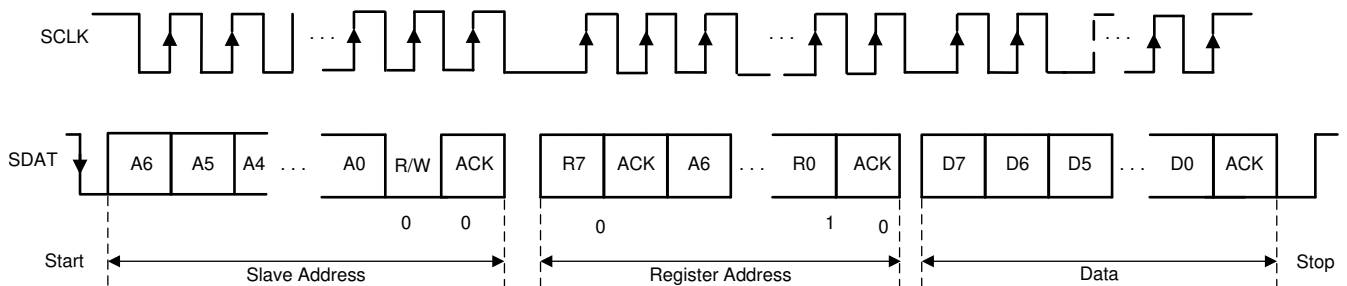 SCLK . . . . . . . . .
SDAT A6 A5 A4 . . . A0 R/W ACK R7 ACK A6 . . . R0 ACK D7 D6 D5 . . . D0 ACK
0 0 0 1 0
Start Slave Address Register Address Data Stop